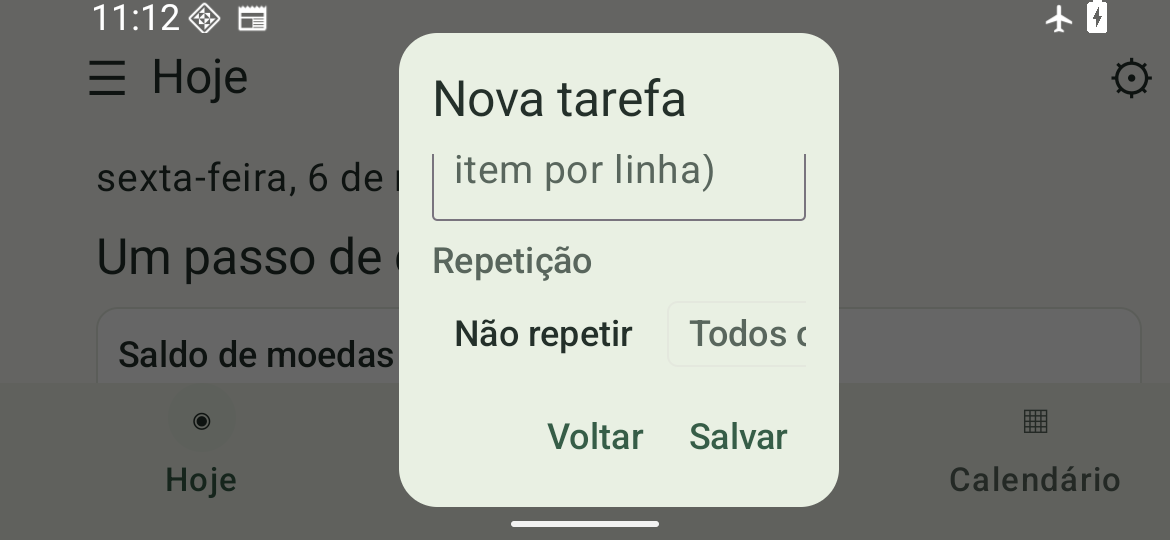 11:12
Hoje
sexta-feira, 6 de
Um passo de
Saldo de moedas
Nova tarefa
item por linha)
Repetição
Não repetir
Todos
Voltar
Salvar
Hoje
Calendário